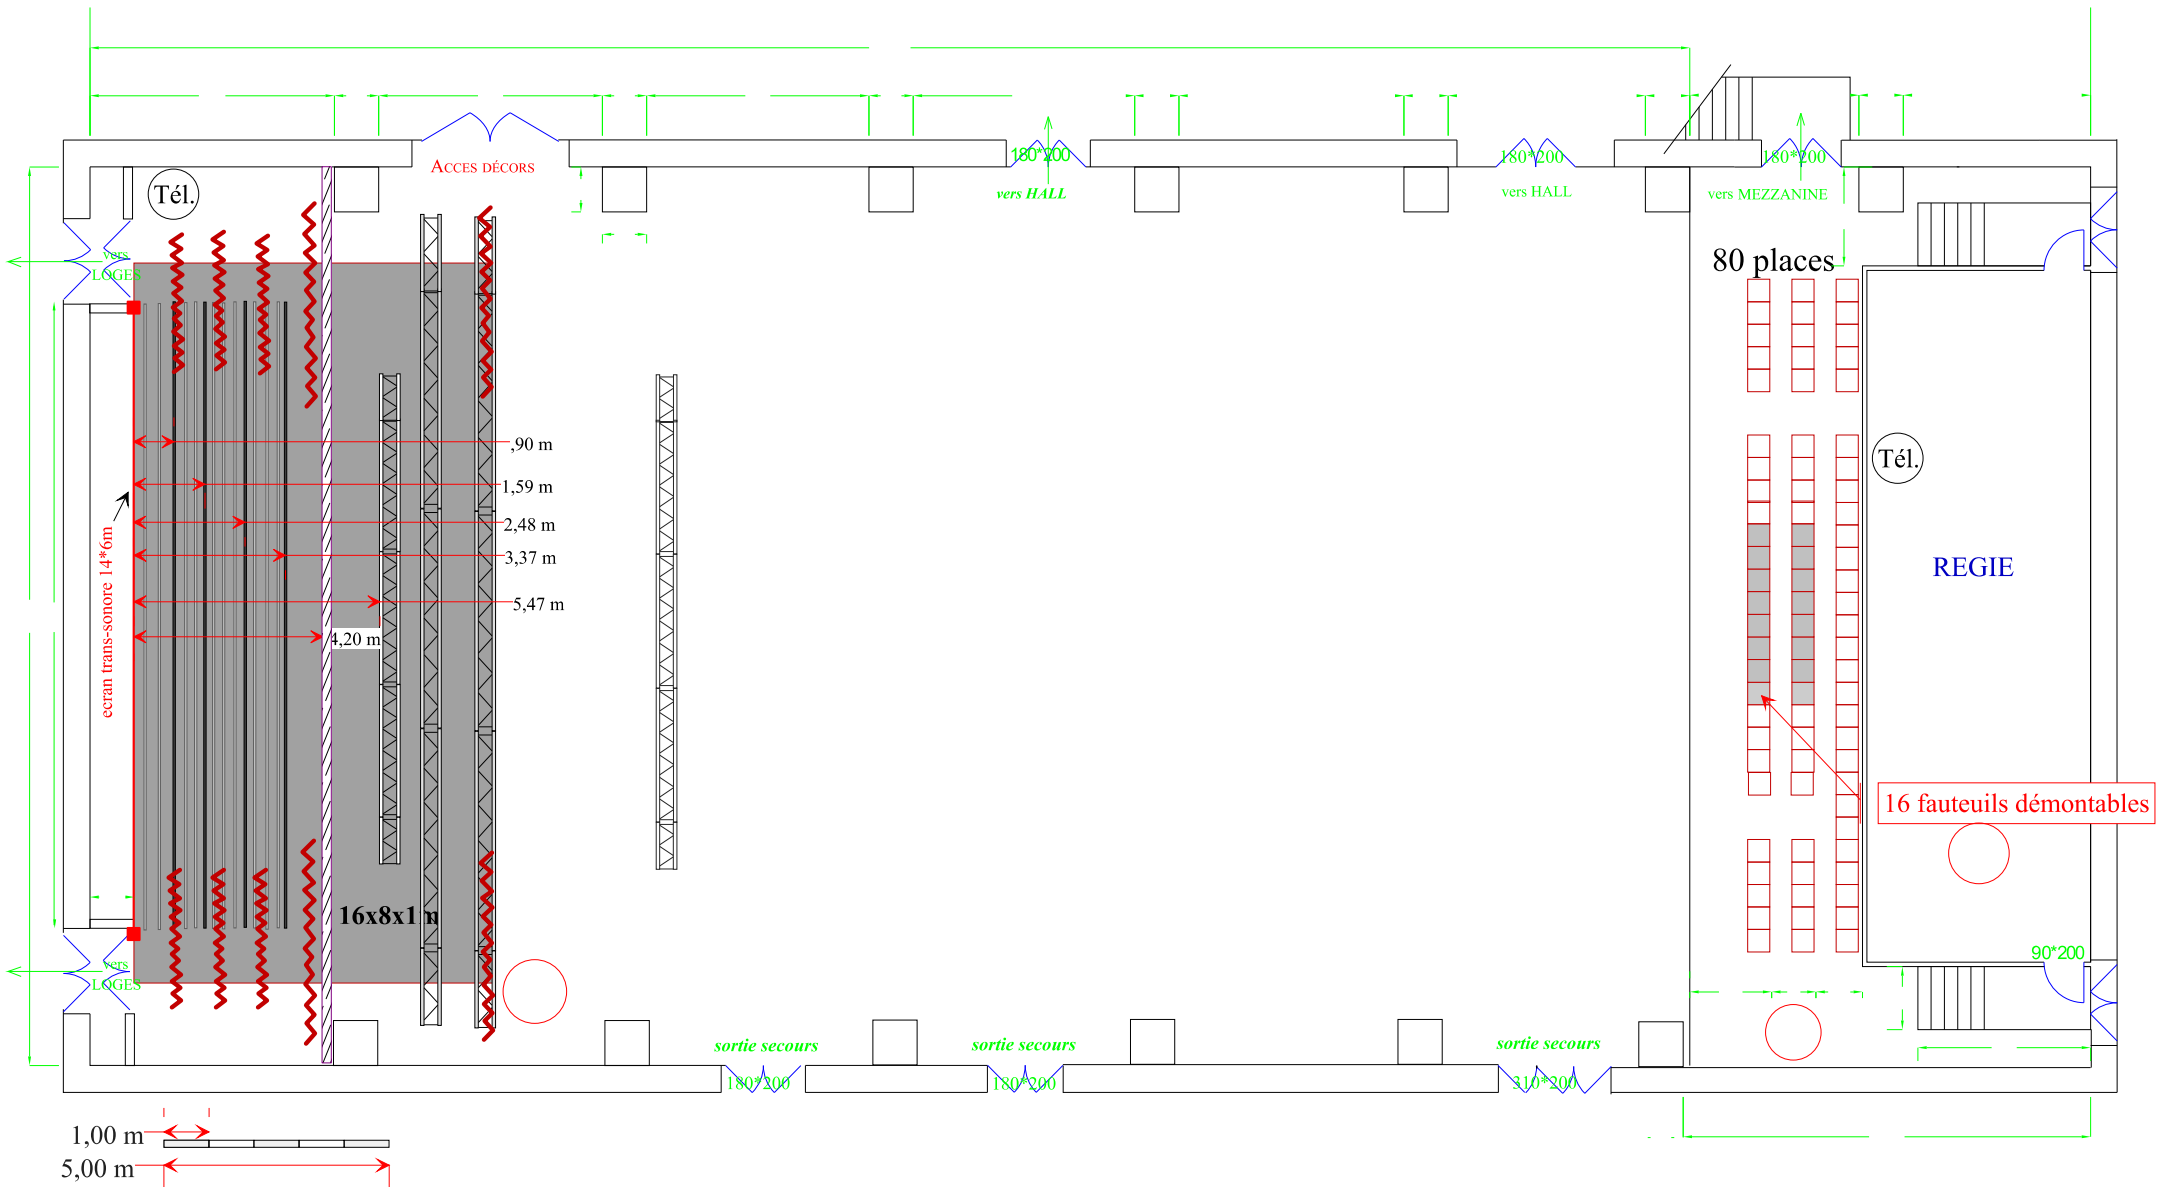 ACCES DÉCORS
180*200
180*200
180*200
Tél.
vers HALL
vers HALL
vers MEZZANINE
vers
LOGES
80 places
,90 m
Tél.
1,59 m
2,48 m
3,37 m
REGIE
5,47 m
4,20 m
ecran trans-sonore 14*6m
16 fauteuils démontables
16x8x1m
90*200
vers
LOGES
sortie secours
sortie secours
sortie secours
180*200
180*200
310*200
1,00 m
5,00 m